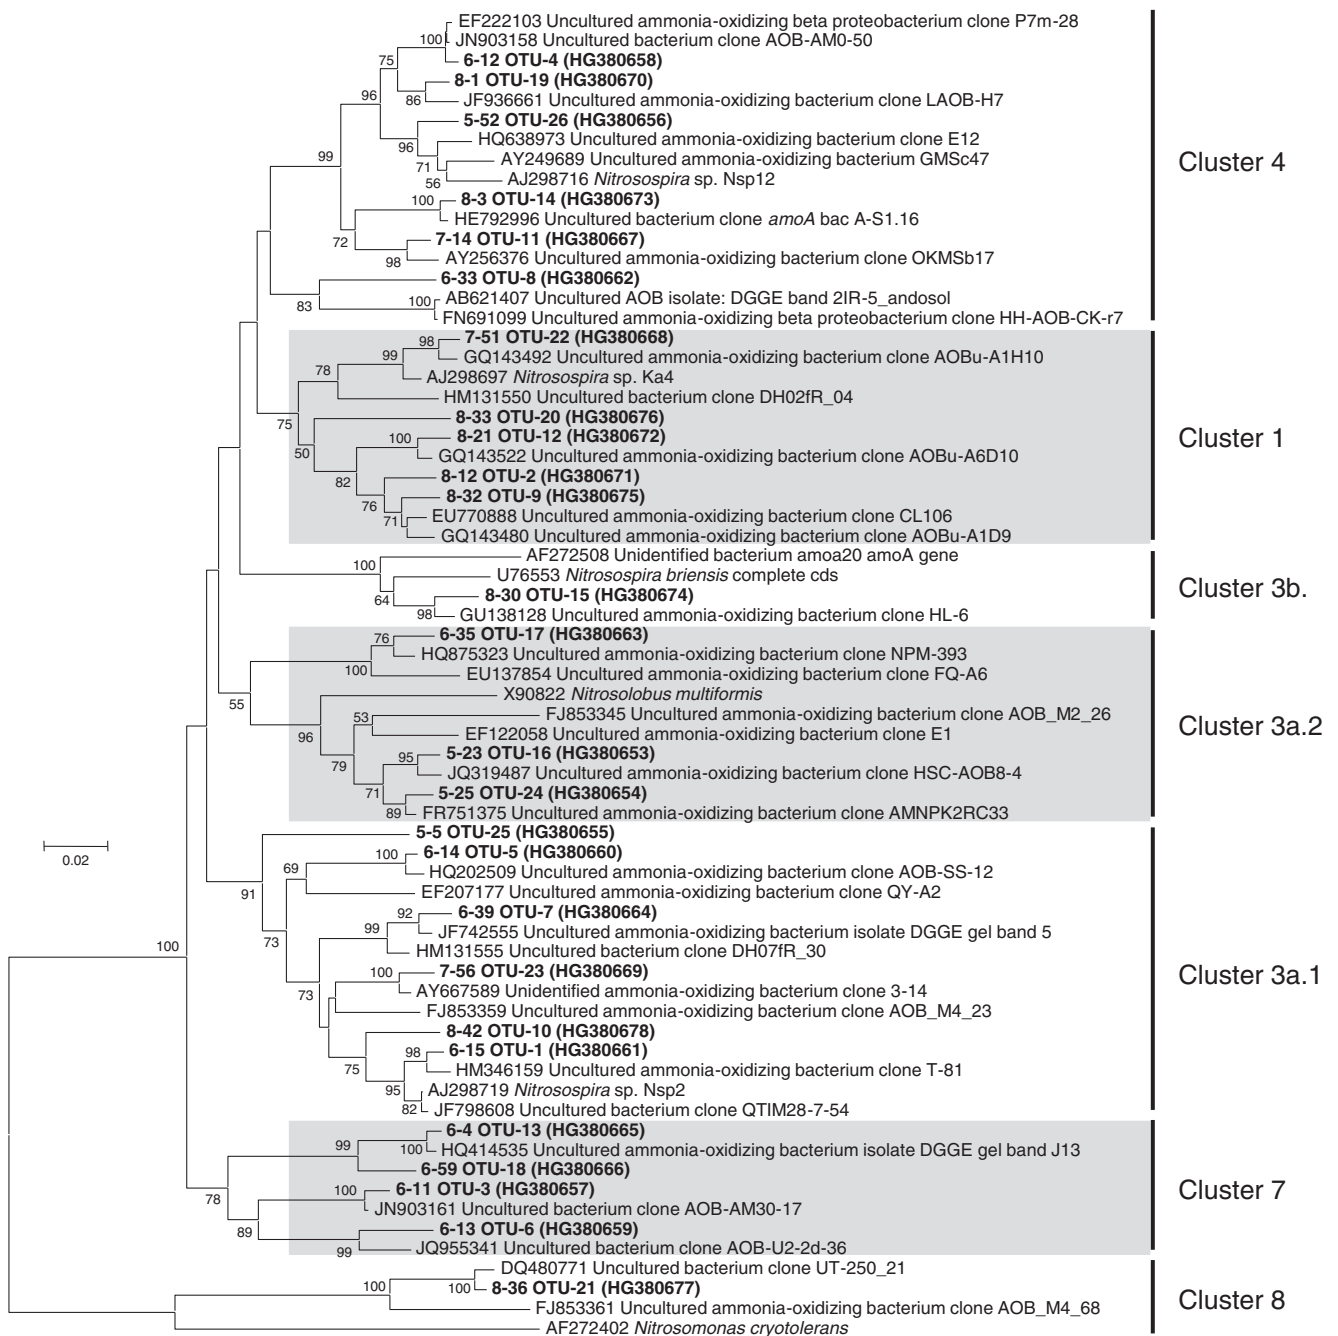 EF222103 Uncultured ammonia-oxidizing beta proteobacterium clone P7m-28
100 JN903158 Uncultured bacterium clone AOB-AM0-50
75 6-12 OTU-4 (HG380658)
8-1 OTU-19 (HG380670)
96 86 JF936661 Uncultured ammonia-oxidizing bacterium clone LAOB-H7
5-52 OTU-26 (HG380656)
96 HQ638973 Uncultured ammonia-oxidizing bacterium clone E12
99 71 AY249689 Uncultured ammonia-oxidizing bacterium GMSc47
Cluster 4
56 AJ298716 Nitrosospira sp. Nsp12
100 8-3 OTU-14 (HG380673)
HE792996 Uncultured bacterium clone amoA bac A-S1.16
72 7-14 OTU-11 (HG380667)
98 AY256376 Uncultured ammonia-oxidizing bacterium clone OKMSb17
6-33 OTU-8 (HG380662)
83 100 AB621407 Uncultured AOB isolate: DGGE band 2IR-5_andosol
FN691099 Uncultured ammonia-oxidizing beta proteobacterium clone HH-AOB-CK-r7
98 7-51 OTU-22 (HG380668)
99 GQ143492 Uncultured ammonia-oxidizing bacterium clone AOBu-A1H10
78 AJ298697 Nitrosospira sp. Ka4
HM131550 Uncultured bacterium clone DH02fR_04
75 8-33 OTU-20 (HG380676)
100 8-21 OTU-12 (HG380672)
Cluster 1
50 GQ143522 Uncultured ammonia-oxidizing bacterium clone AOBu-A6D10
82 8-12 OTU-2 (HG380671)
76 8-32 OTU-9 (HG380675)
71 EU770888 Uncultured ammonia-oxidizing bacterium clone CL106
GQ143480 Uncultured ammonia-oxidizing bacterium clone AOBu-A1D9
100 AF272508 Unidentified bacterium amoa20 amoA gene
U76553 Nitrosospira briensis complete cds
Cluster 3b.
64 8-30 OTU-15 (HG380674)
98 GU138128 Uncultured ammonia-oxidizing bacterium clone HL-6
76 6-35 OTU-17 (HG380663)
HQ875323 Uncultured ammonia-oxidizing bacterium clone NPM-393
100 EU137854 Uncultured ammonia-oxidizing bacterium clone FQ-A6
55 X90822 Nitrosolobus multiformis
53 FJ853345 Uncultured ammonia-oxidizing bacterium clone AOB_M2_26
Cluster 3a.2
96 EF122058 Uncultured ammonia-oxidizing bacterium clone E1
95 5-23 OTU-16 (HG380653)
79 JQ319487 Uncultured ammonia-oxidizing bacterium clone HSC-AOB8-4
71 5-25 OTU-24 (HG380654)
89 FR751375 Uncultured ammonia-oxidizing bacterium clone AMNPK2RC33
5-5 OTU-25 (HG380655)
0.02
100 6-14 OTU-5 (HG380660)
69 HQ202509 Uncultured ammonia-oxidizing bacterium clone AOB-SS-12
91 EF207177 Uncultured ammonia-oxidizing bacterium clone QY-A2
92 6-39 OTU-7 (HG380664)
73 99 JF742555 Uncultured ammonia-oxidizing bacterium isolate DGGE gel band 5
100 HM131555 Uncultured bacterium clone DH07fR_30
100 7-56 OTU-23 (HG380669)
Cluster 3a.1
73 AY667589 Unidentified ammonia-oxidizing bacterium clone 3-14
FJ853359 Uncultured ammonia-oxidizing bacterium clone AOB_M4_23
8-42 OTU-10 (HG380678)
98 6-15 OTU-1 (HG380661)
75 HM346159 Uncultured ammonia-oxidizing bacterium clone T-81
95 AJ298719 Nitrosospira sp. Nsp2
82 JF798608 Uncultured bacterium clone QTIM28-7-54
6-4 OTU-13 (HG380665)
99 100 HQ414535 Uncultured ammonia-oxidizing bacterium isolate DGGE gel band J13
6-59 OTU-18 (HG380666)
78 100 6-11 OTU-3 (HG380657)
Cluster 7
JN903161 Uncultured bacterium clone AOB-AM30-17
89 6-13 OTU-6 (HG380659)
99 JQ955341 Uncultured bacterium clone AOB-U2-2d-36
DQ480771 Uncultured bacterium clone UT-250_21
100 100 8-36 OTU-21 (HG380677)
Cluster 8
FJ853361 Uncultured ammonia-oxidizing bacterium clone AOB_M4_68
AF272402 Nitrosomonas cryotolerans